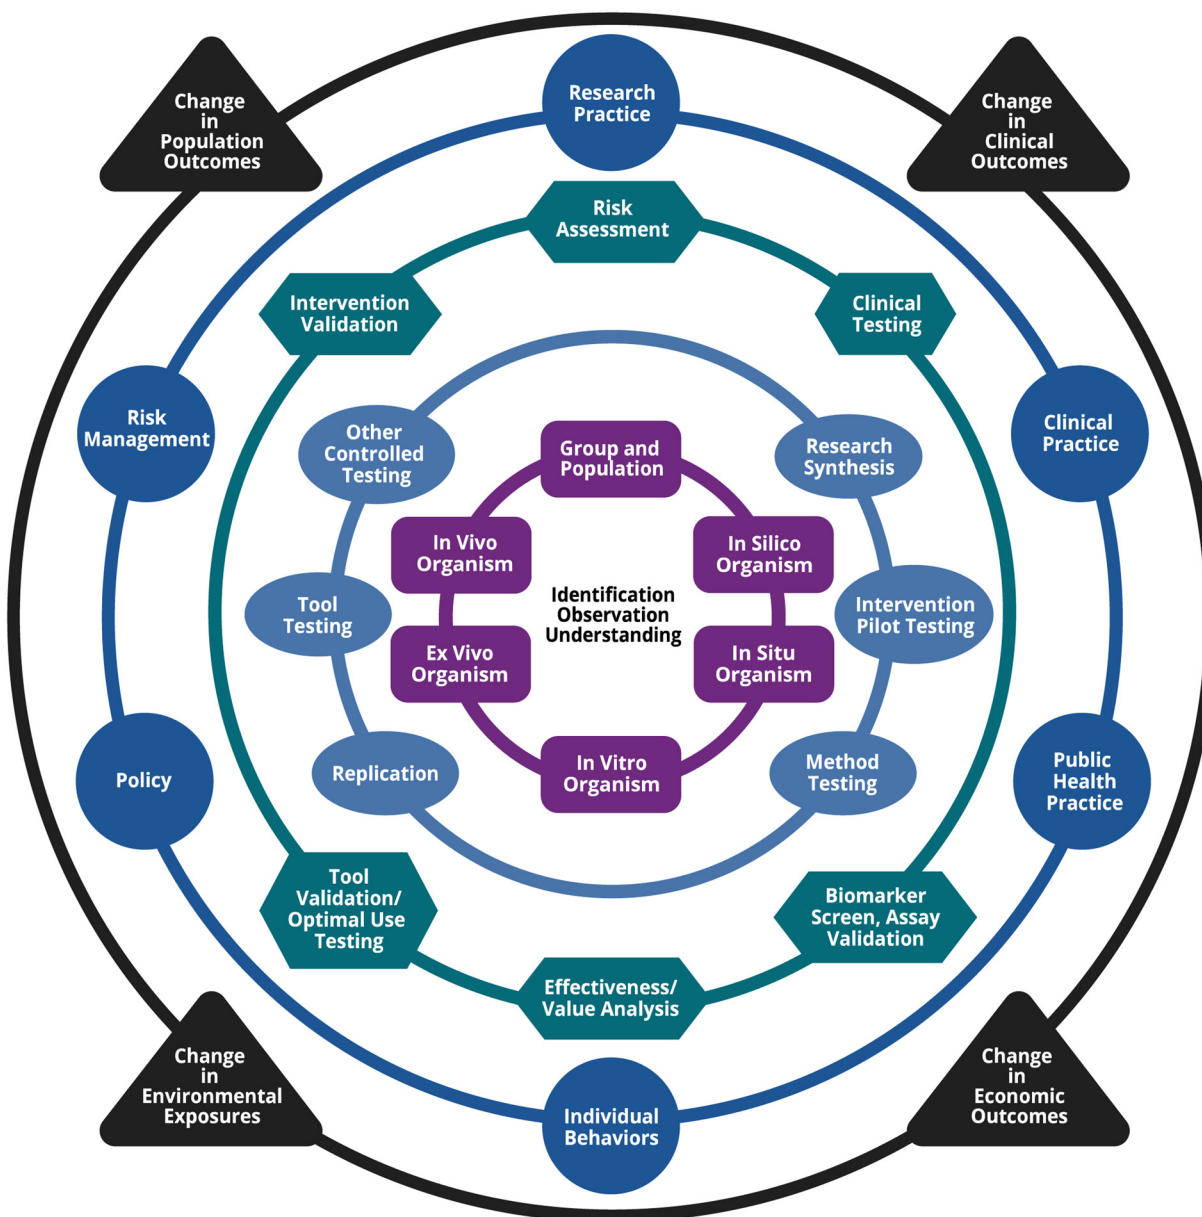 Change
in
Population
Outcomes
Research
Practice
Change
in
Clinical
Outcomes
Risk
Assessment
Intervention
Validation
Clinical
Testing
Risk
Management
Other
Controlled
Testing
Group and
Population
Research
Synthesis
Clinical
Practice
In Vivo
Organism
In Silico
Organism
Tool
Testing
Identification
Observation
Understanding
Intervention
Pilot Testing
Ex Vivo
Organism
In Situ
Organism
Policy
Replication
In Vitro
Organism
Method
Testing
Public
Health
Practice
Tool
Validation/
Optimal Use
Testing
Biomarker
Screen, Assay
Validation
Effectiveness/
Value Analysis
Change
in
Environmental
Exposures
Individual
Behaviors
Change
in
Economic
Outcomes